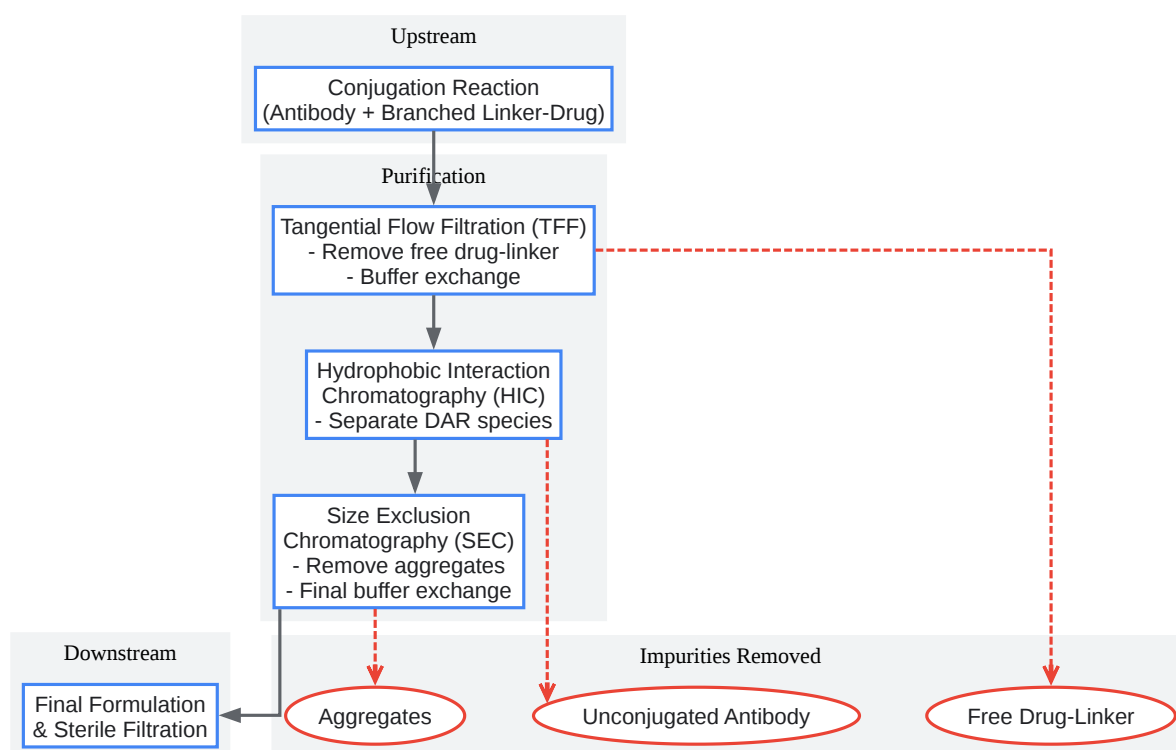 Upstream
Conjugation Reaction
(Antibody + Branched Linker-Drug)
Purification
Tangential Flow Filtration (TFF)
- Remove free drug-linker
- Buffer exchange
Hydrophobic Interaction
Chromatography (HIC)
- Separate DAR species
Size Exclusion
Chromatography (SEC)
- Remove aggregates
- Final buffer exchange
Downstream
Final Formulation
& Sterile Filtration
Impurities Removed
Aggregates
Unconjugated Antibody
Free Drug-Linker